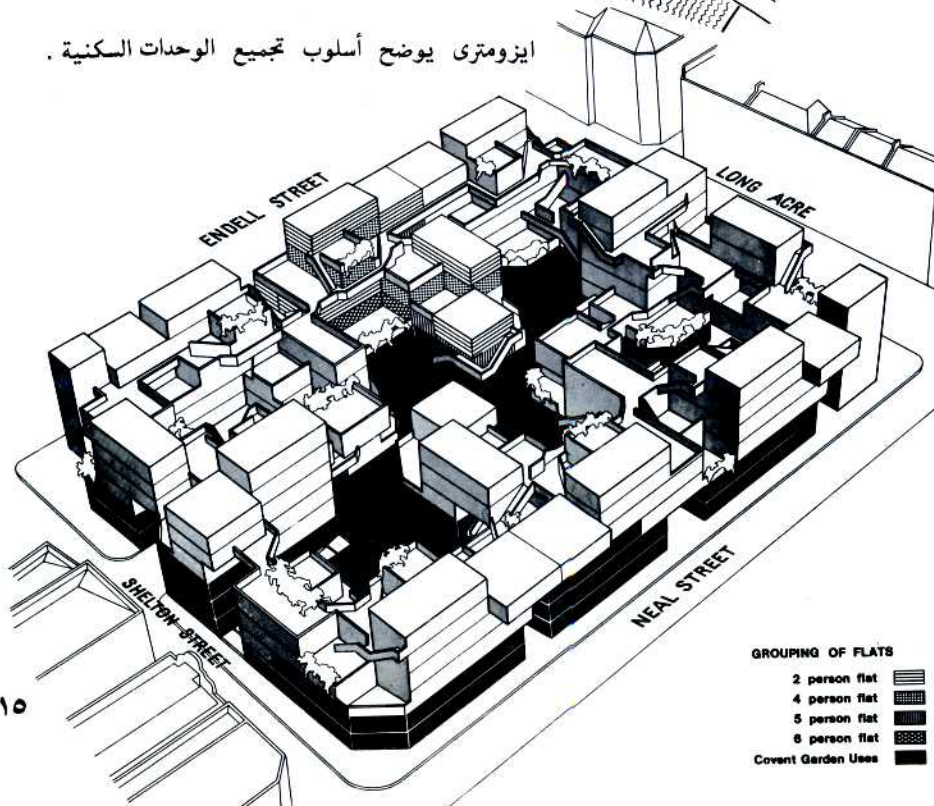 ايزومترى يوضح أسلوب تجميع الوحدات السكنية .
ENDELL STREET
LONG ACRE
SHELTON STREET
NEAL STREET
GROUPING OF FLATS
2 person flat
4 person flat
5 person flat
6 person flat
Covent Garden Uses
١٥